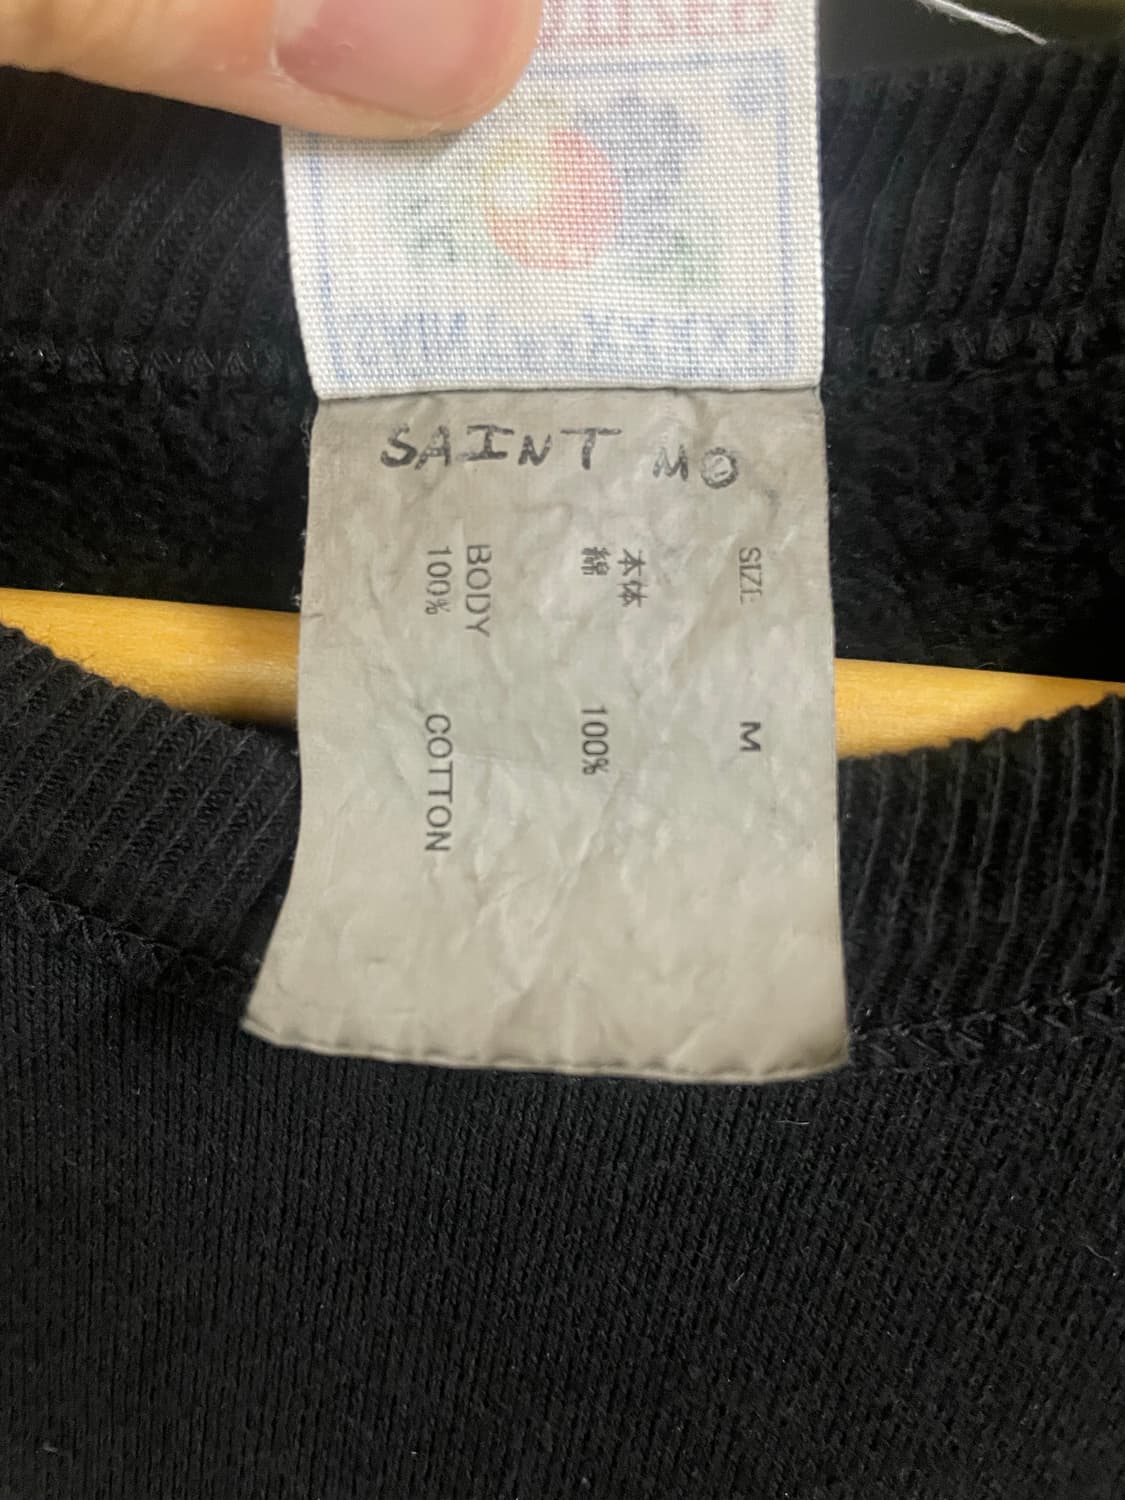 SAINT MO
SIZE M
本体
綿 100%
BODY
100% COTTON